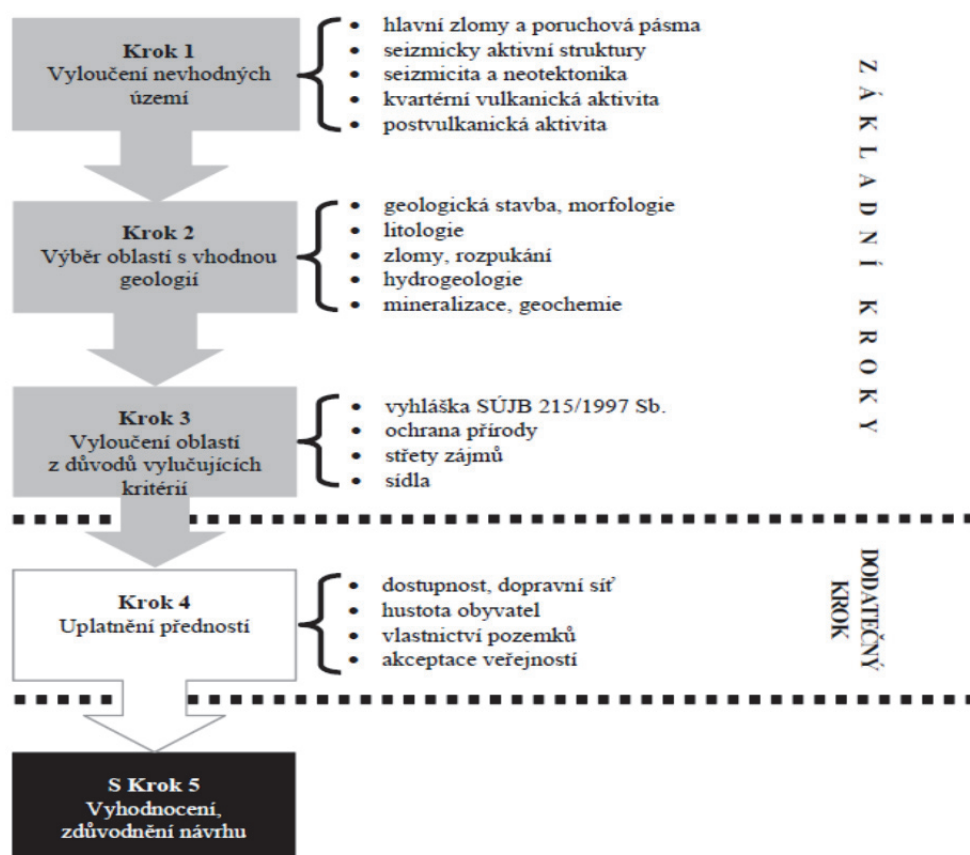 Krok 1
Vyloučení nevhodných
území
• hlavní zlomy a poruchová pásma
• seizmicky aktivní struktury
• seizmicita a neotektonika
• kvartérní vulkanická aktivita
• postvulkanická aktivita
Krok 2
Výběr oblastí s vhodnou
geologií
• geologická stavba, morfologie
• litologie
• zlomy, rozpukání
• hydrogeologie
• mineralizace, geochemie
Krok 3
Vyloučení oblastí
z důvodů vylučujících
kritérií
• vyhláška SÚJB 215/1997 Sb.
• ochrana přírody
• střety zájmů
• sídla
ZÁKLADNÍ KROKY
Krok 4
Uplatnění předností
• dostupnost, dopravní síť
• hustota obyvatel
• vlastnictví pozemků
• akceptace veřejností
DODATEČNÝ
KROK
S Krok 5
Vyhodnocení,
zdůvodnění návrhu